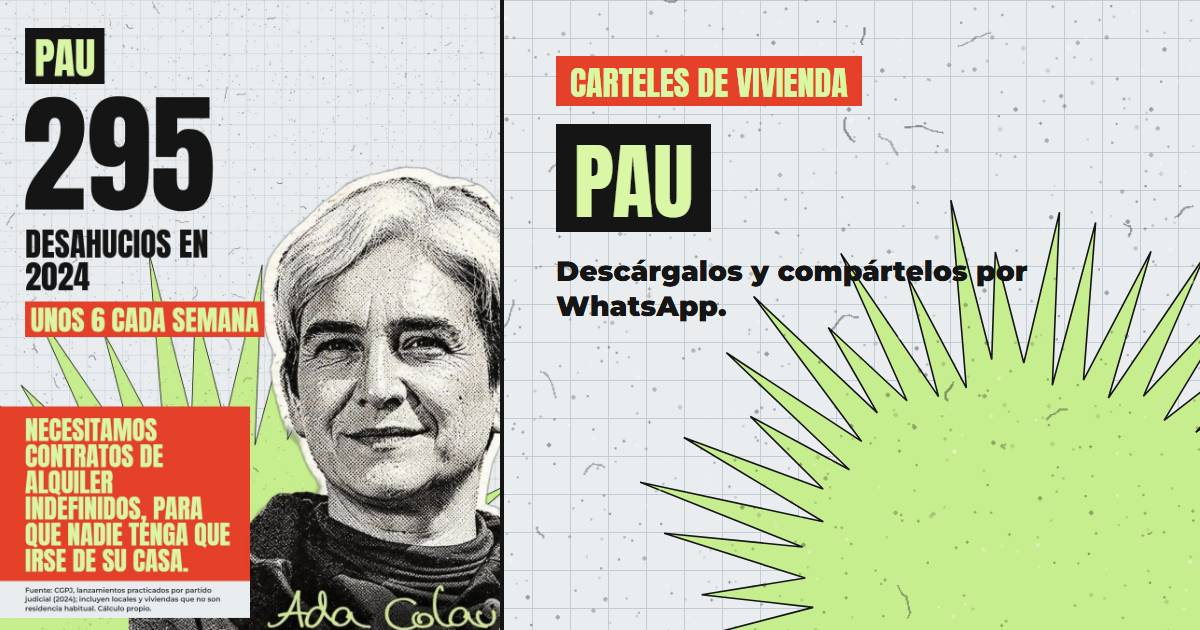 PAU
295
DESAHUCIOS EN
2024
UNOS 6 CADA SEMANA
NECESITAMOS
CONTRATOS DE
ALQUILER
INDEFINIDOS, PARA
QUE NADIE TENGA QUE
IRSE DE SU CASA.
Fuente: CGPJ, lanzamientos practicados por partido
judicial (2024); incluyen locales y viviendas que no son
residencia habitual. Cálculo propio.
Ada Colau
CARTELES DE VIVIENDA
PAU
Descárgalos y compártelos por
WhatsApp.